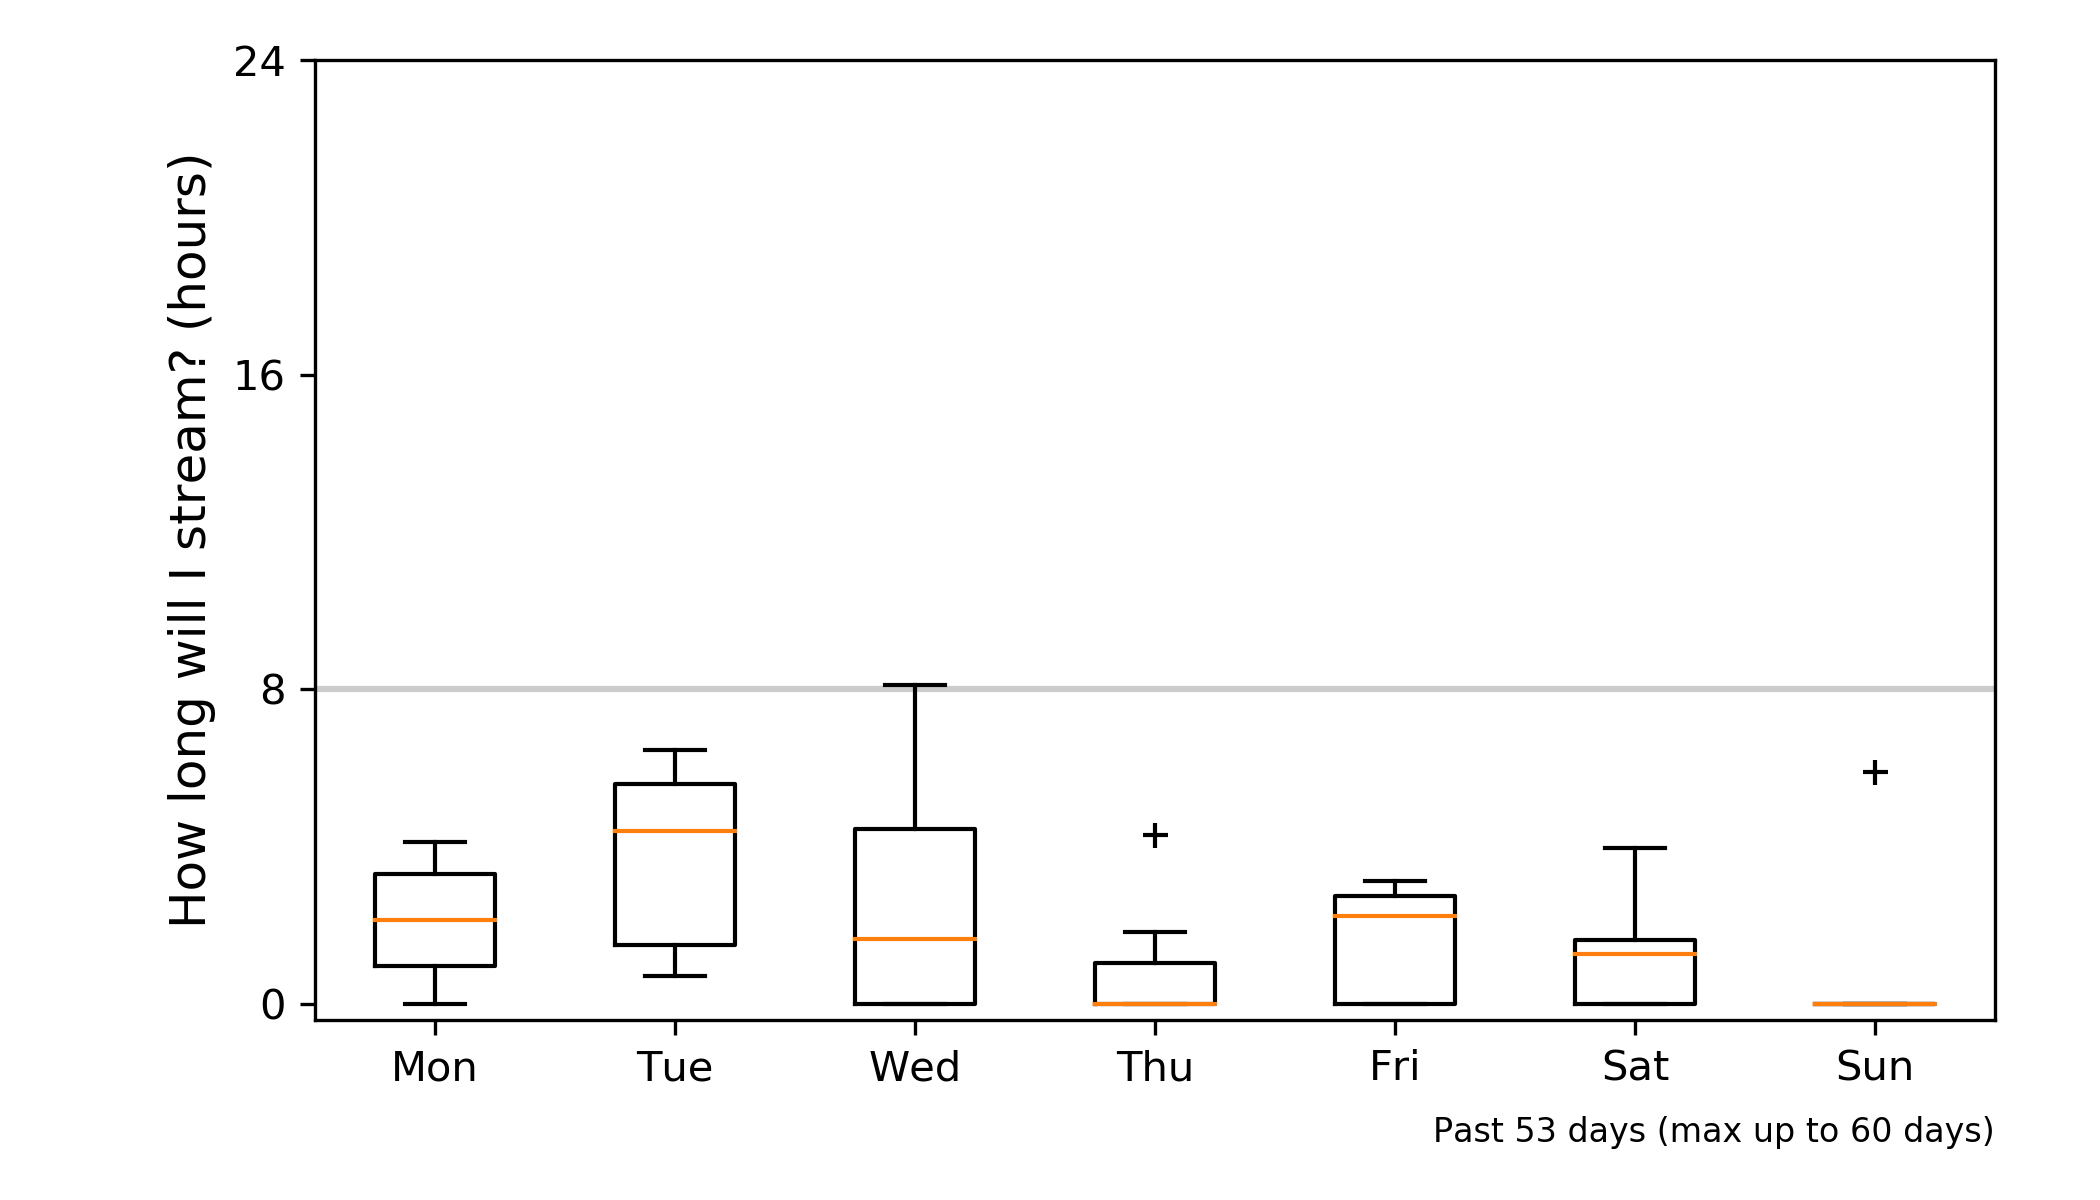 How long will I stream? (hours)
24
16
8
0
Mon Tue Wed Thu Fri Sat Sun
Past 53 days (max up to 60 days)